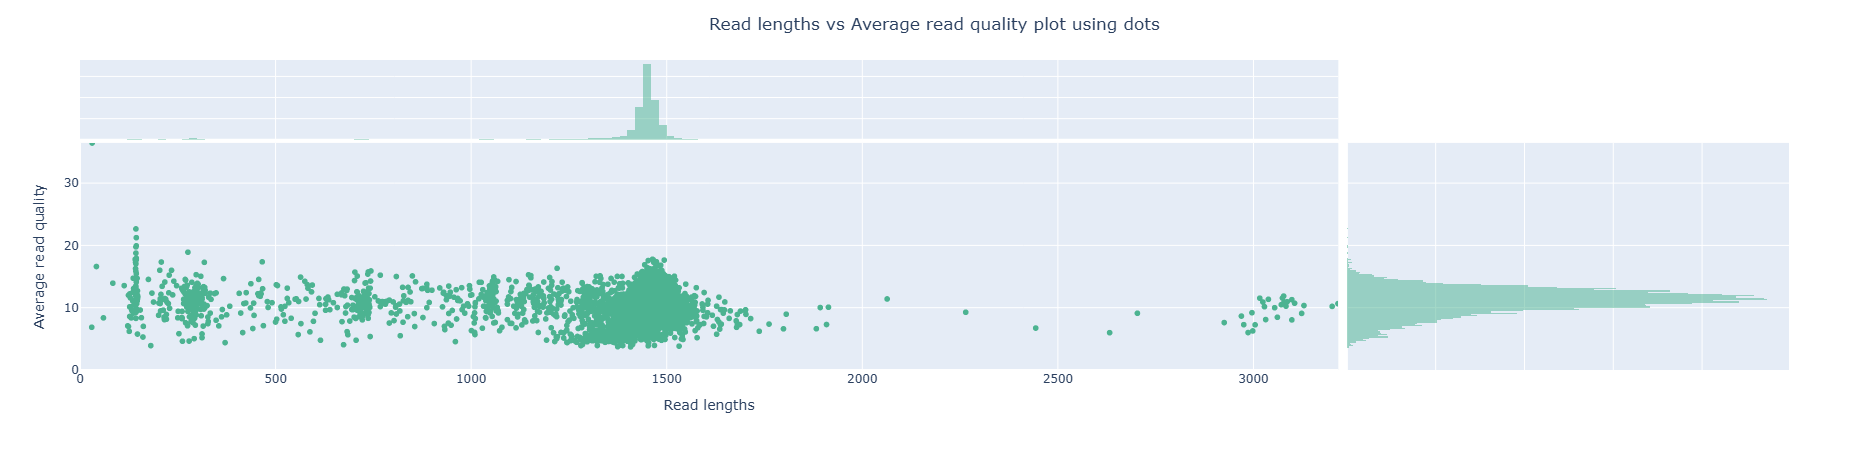 Read lengths vs Average read quality plot using dots
Average read quality
30
20
10
0
0 500 1000 1500 2000 2500 3000
Read lengths